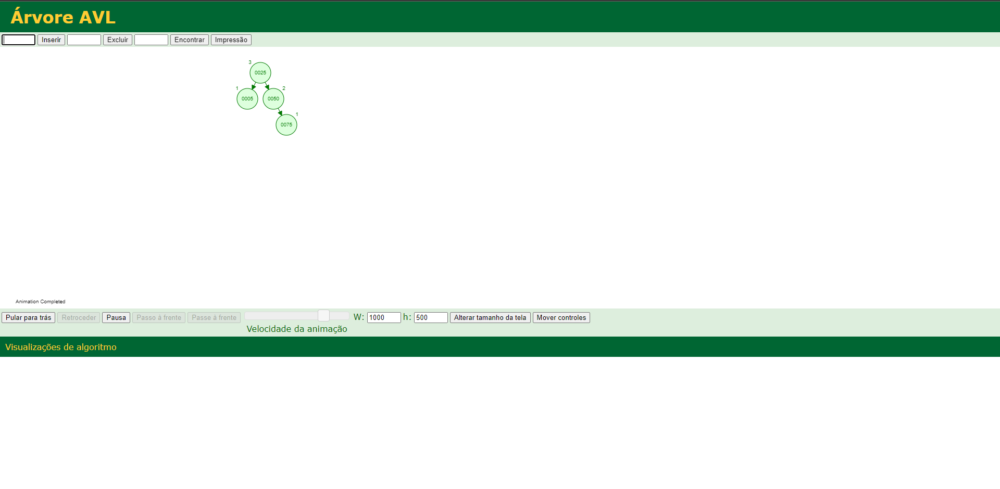 Árvore AVL
Inserir Excluir Encontrar Impressão
3
0025
1 2
0005 0050
1
0075
Animation Completed
Pular para trás Retroceder Pausa Passo à frente Passe à frente W: 1000 h: 500 Alterar tamanho da tela Mover controles
Velocidade da animação
Visualizações de algoritmo